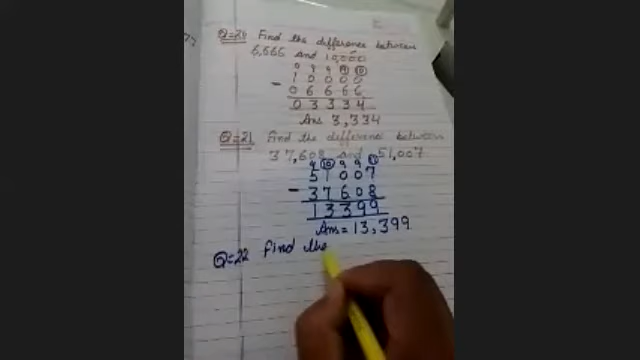 Q=20 Find the difference between
6,666 and 10,000
0 9 9 9 10
1 0 0 0 0
- 0 6 6 6 6
0 3 3 3 4
Ans 3,334
Q=21 Find the difference between
37,608 and 51,007
4 10 9 9 17
5 1 0 0 7
- 3 7 6 0 8
1 3 3 9 9
Ans = 13,399
Q=22 Find the